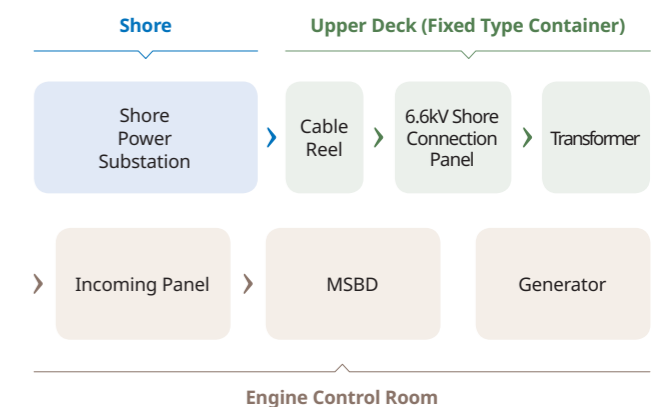 Shore
Upper Deck (Fixed Type Container)
Shore
Power
Substation
Cable
Reel
6.6kV Shore
Connection
Panel
Transformer
Incoming Panel
MSBD
Generator
Engine Control Room